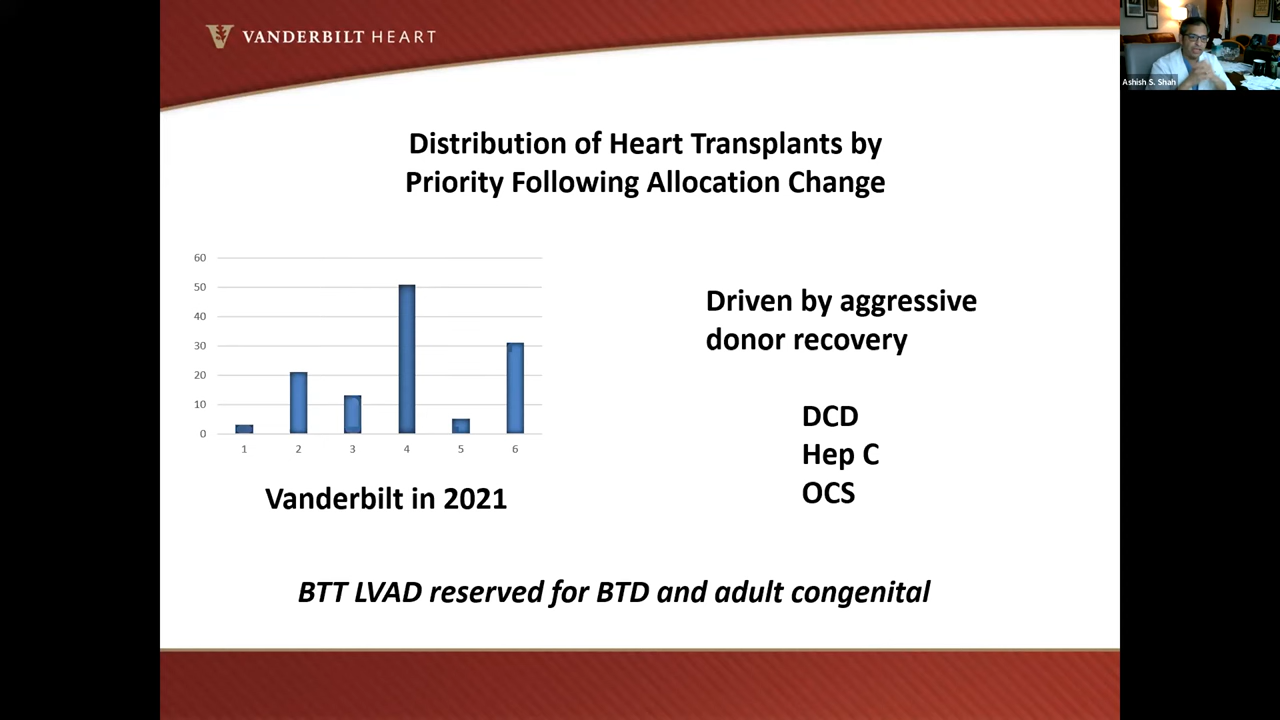 VANDERBILT HEART
Ashish S. Shah
Distribution of Heart Transplants by
Priority Following Allocation Change
60
50
40
30
20
10
0
1 2 3 4 5 6
Vanderbilt in 2021
Driven by aggressive
donor recovery
DCD
Hep C
OCS
BTT LVAD reserved for BTD and adult congenital